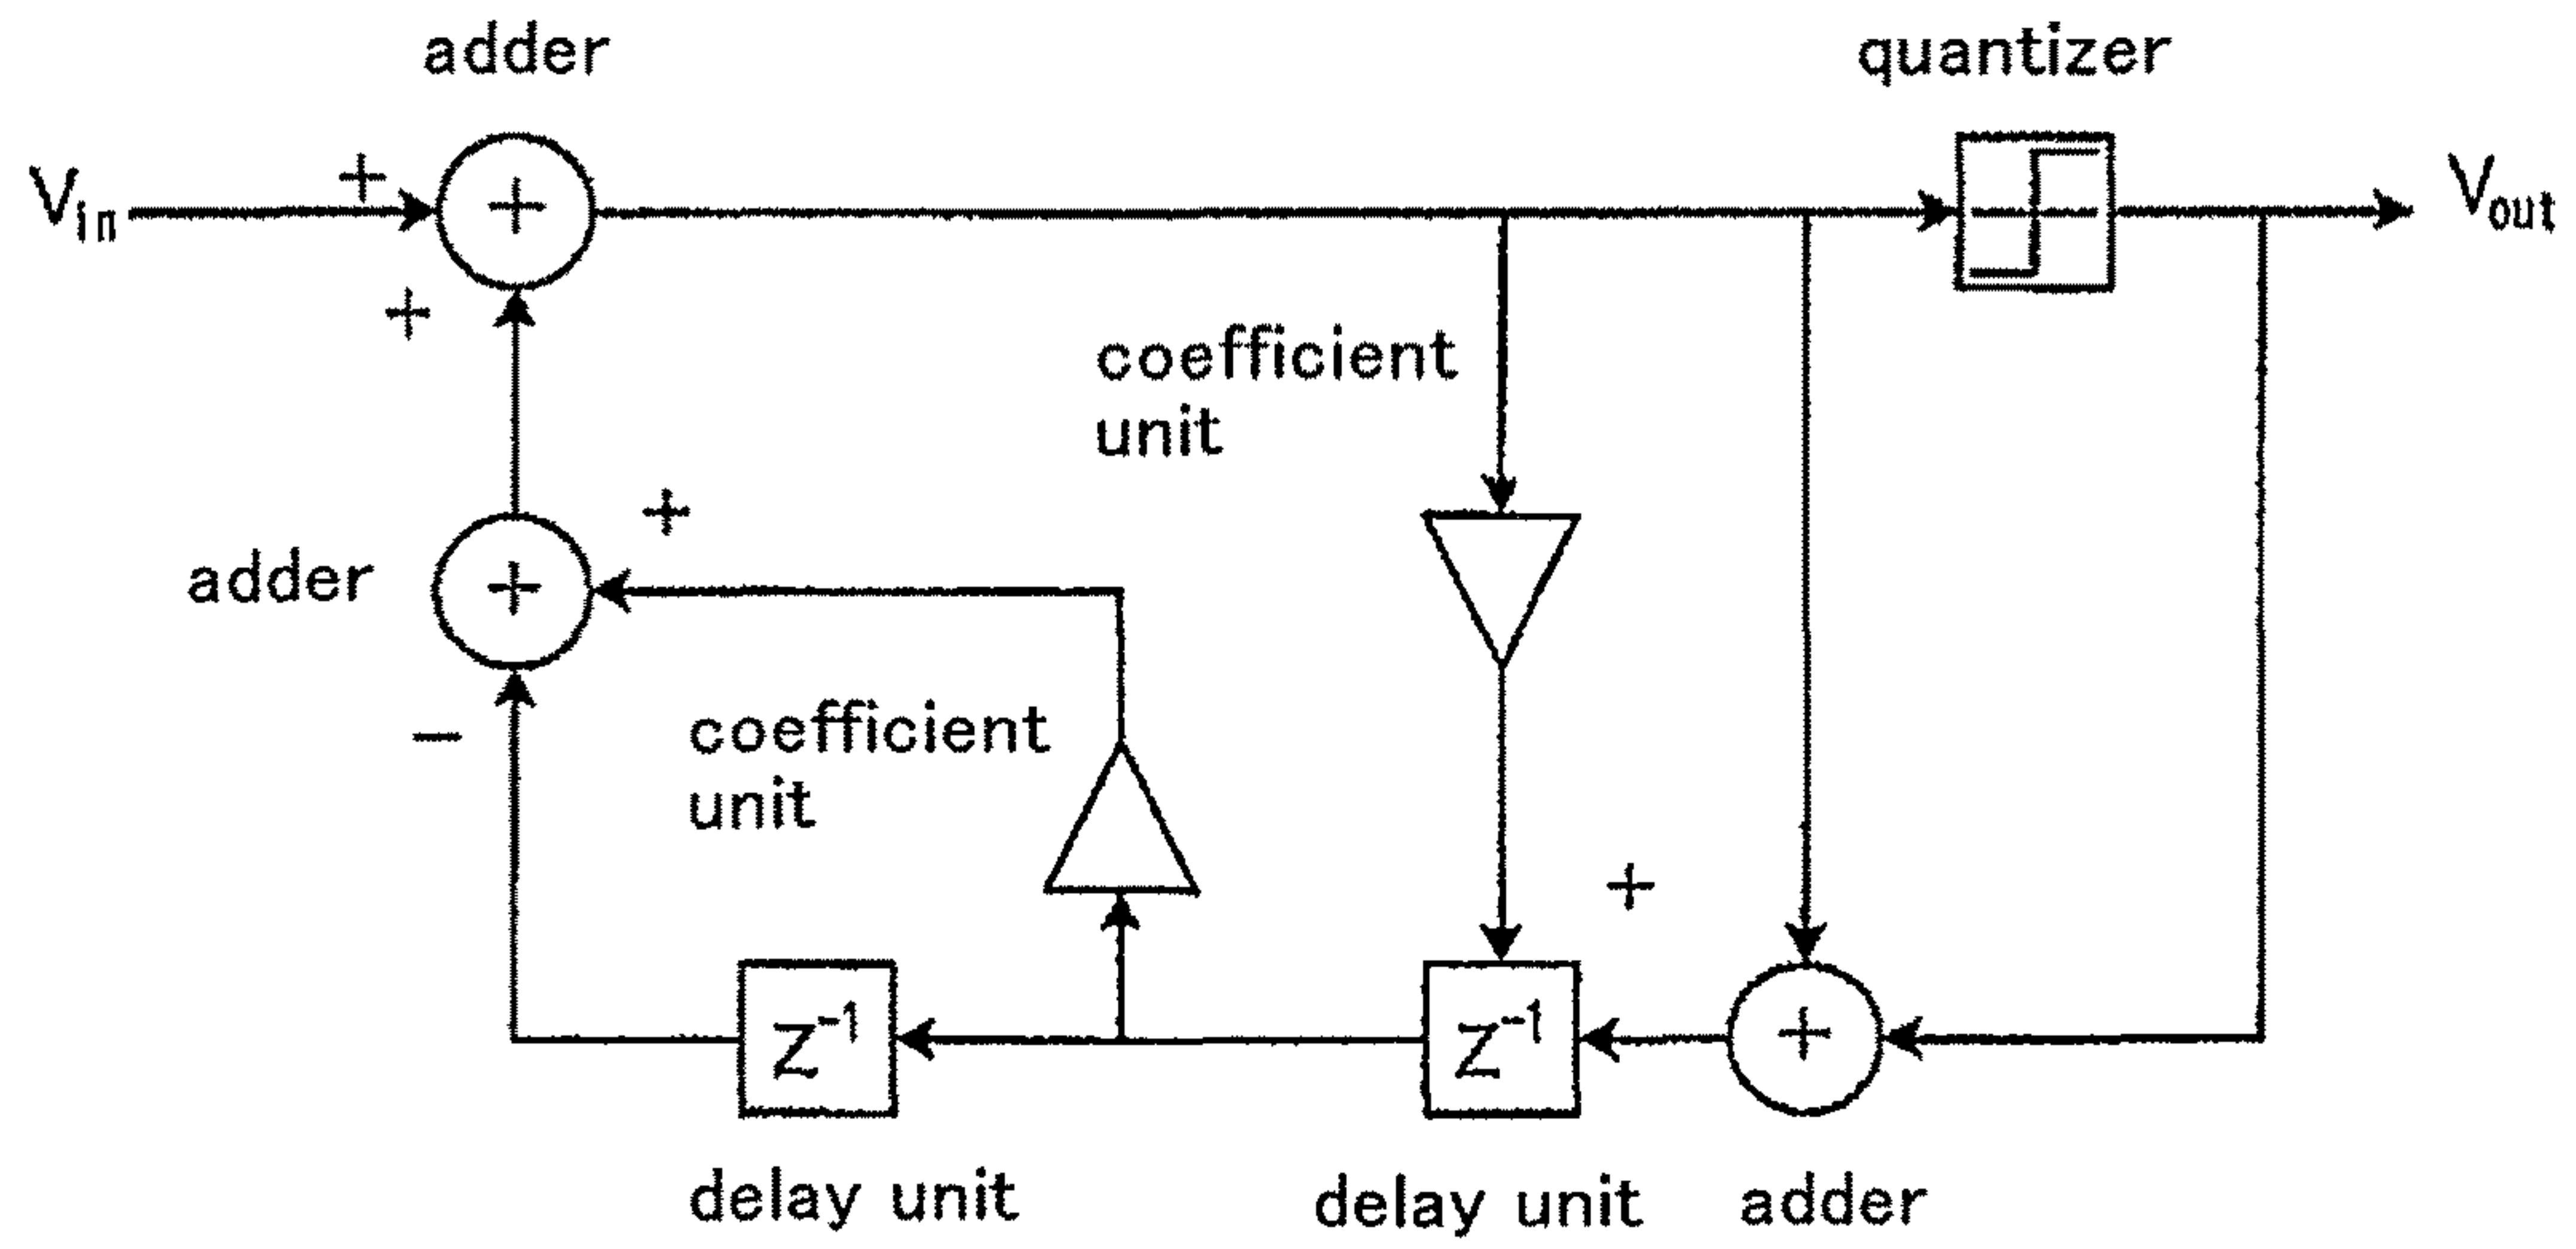 adder
quantizer
V_in
+
+
V_out
+
coefficient
unit
+
adder
+
−
coefficient
unit
+
z^-1
z^-1
+
delay unit
delay unit
adder